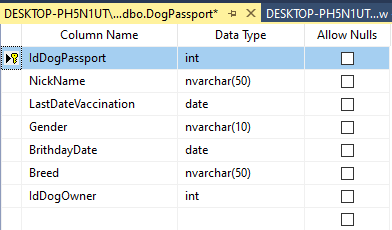 DESKTOP-PH5N1UT\...dbo.DogPassport* DESKTOP-PH5N1UT...w
Column Name Data Type Allow Nulls
IdDogPassport int
NickName nvarchar(50)
LastDateVaccination date
Gender nvarchar(10)
BrithdayDate date
Breed nvarchar(50)
IdDogOwner int